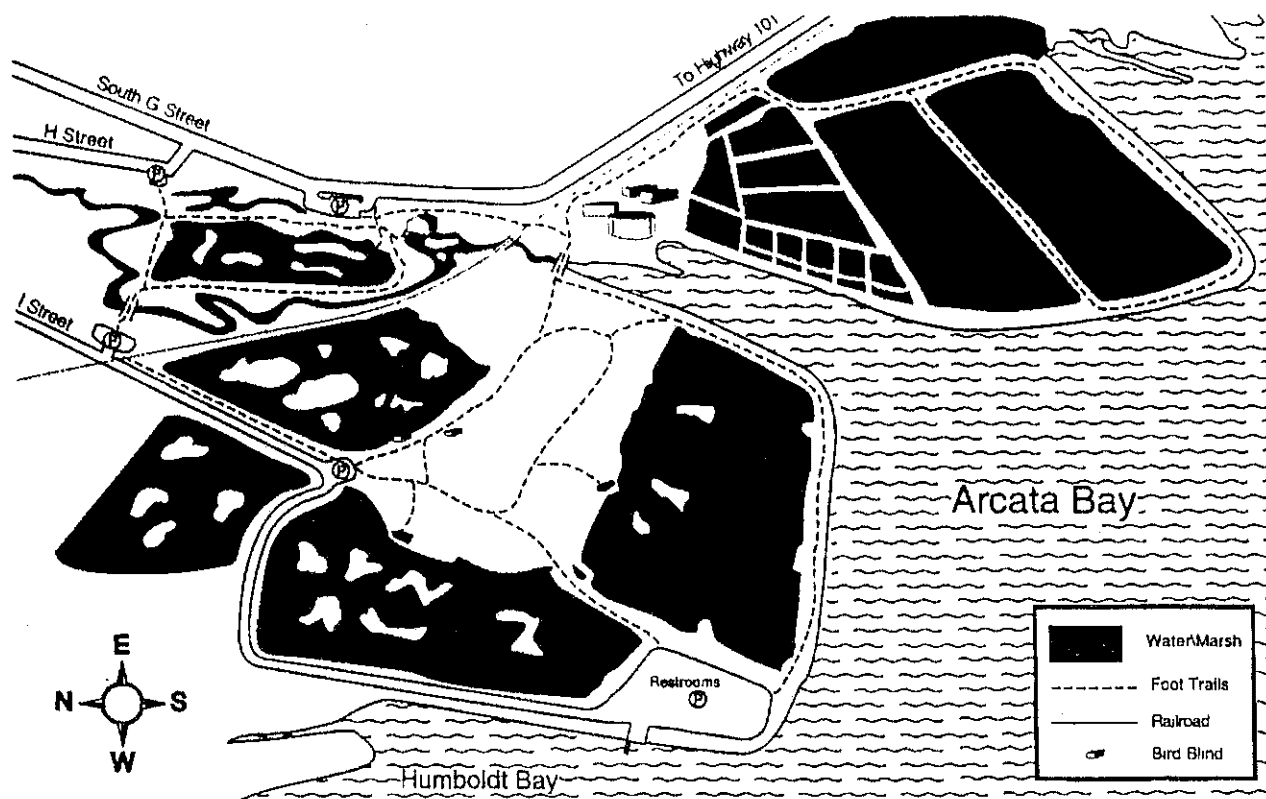 To Highway 101
South G Street
H Street
P
P
I Street
P
P
Arcata Bay
Restrooms
P
Humboldt Bay
E
N S
W
Water\Marsh
Foot Trails
Railroad
Bird Blind